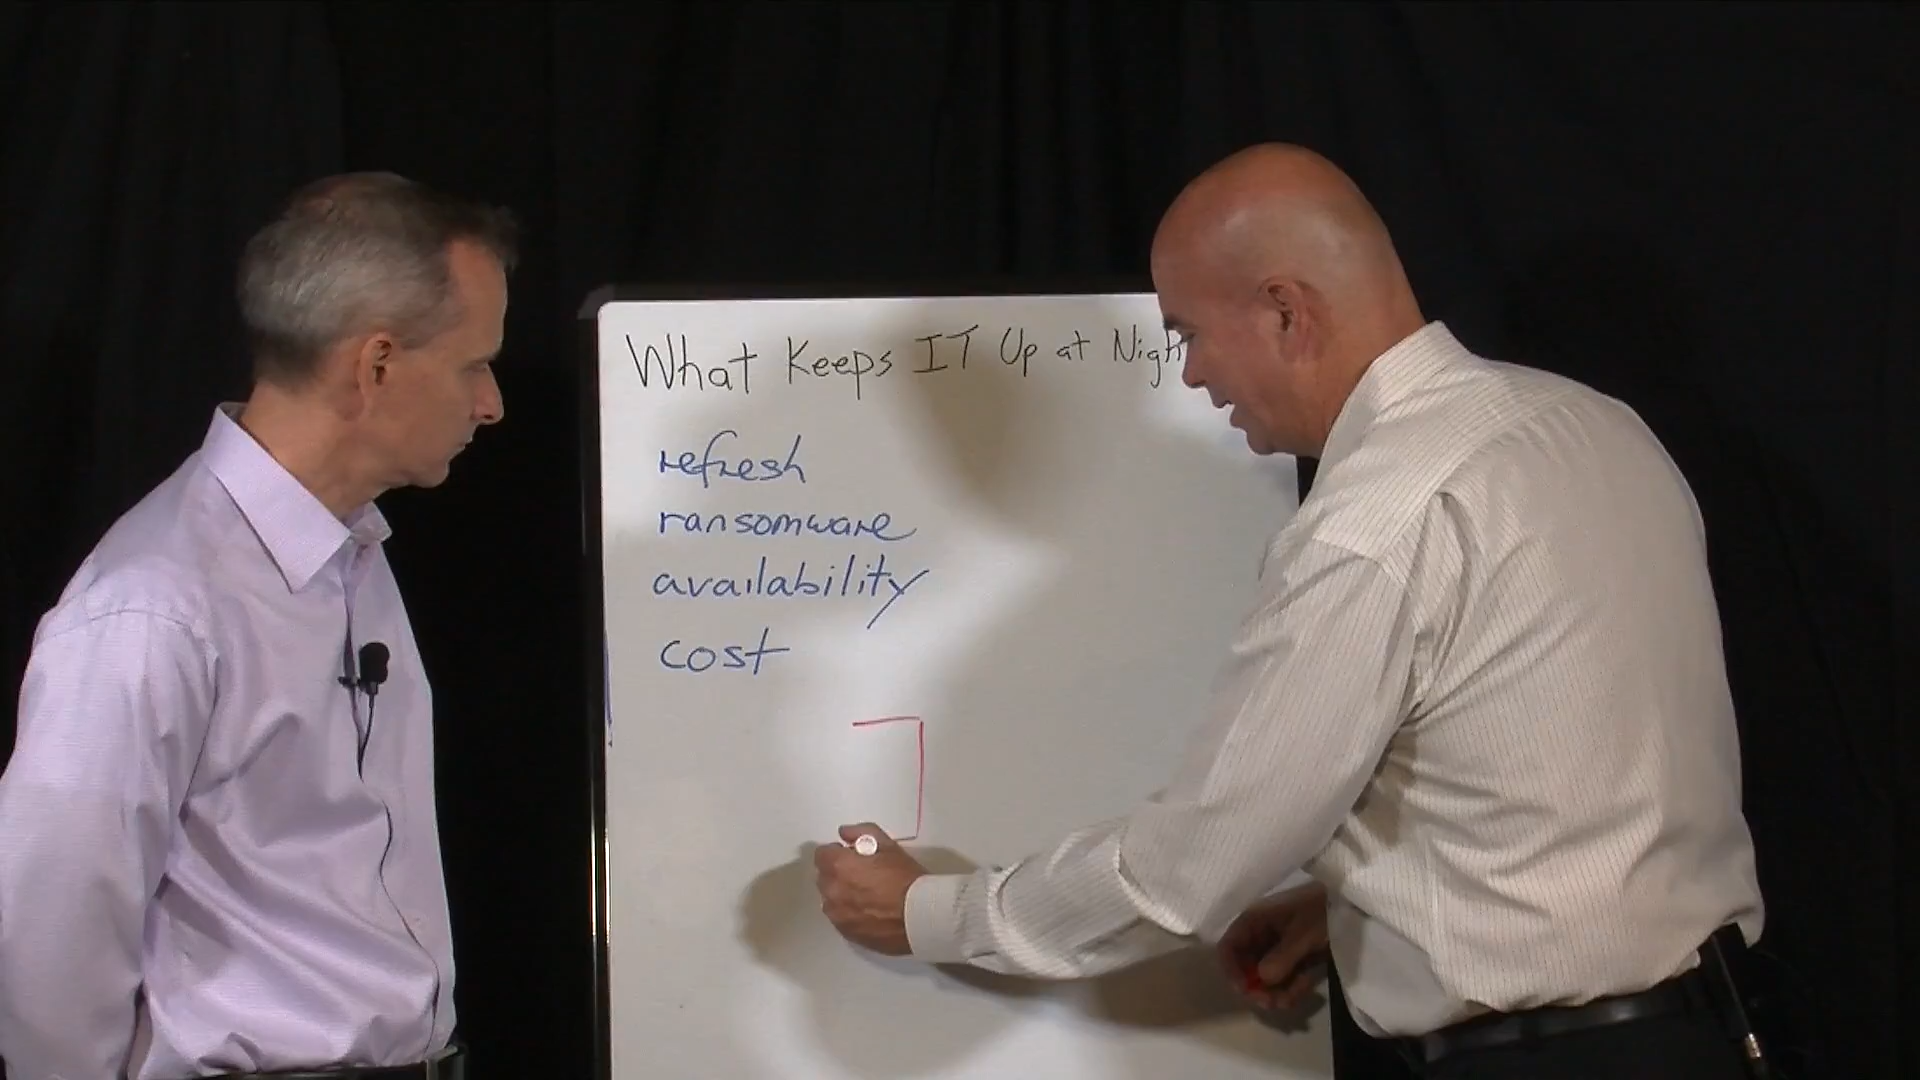 What Keeps IT Up at Nigh
refresh
ransomware
availability
cost